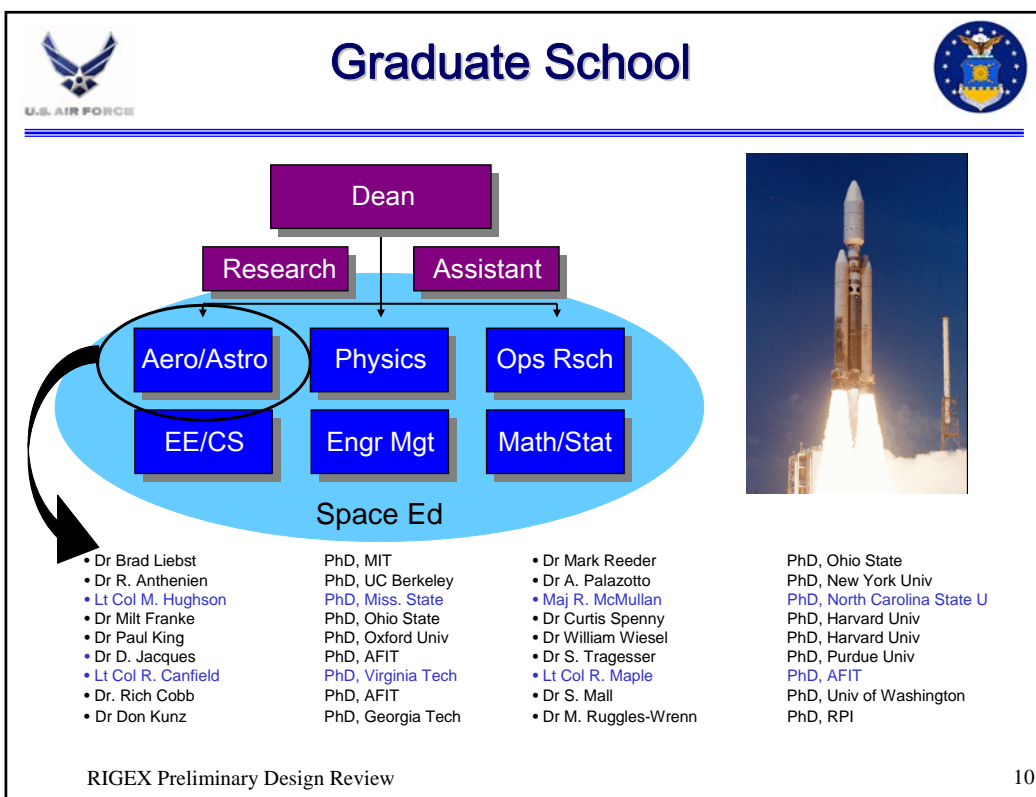 Graduate School
U.S. AIR FORCE
Dean
Research Assistant
Aero/Astro Physics Ops Rsch
EE/CS Engr Mgt Math/Stat
Space Ed
• Dr Brad Liebst PhD, MIT • Dr Mark Reeder PhD, Ohio State
• Dr R. Anthenien PhD, UC Berkeley • Dr A. Palazotto PhD, New York Univ
• Lt Col M. Hughson PhD, Miss. State • Maj R. McMullan PhD, North Carolina State U
• Dr Milt Franke PhD, Ohio State • Dr Curtis Spenny PhD, Harvard Univ
• Dr Paul King PhD, Oxford Univ • Dr William Wiesel PhD, Harvard Univ
• Dr D. Jacques PhD, AFIT • Dr S. Tragesser PhD, Purdue Univ
• Lt Col R. Canfield PhD, Virginia Tech • Lt Col R. Maple PhD, AFIT
• Dr. Rich Cobb PhD, AFIT • Dr S. Mall PhD, Univ of Washington
• Dr Don Kunz PhD, Georgia Tech • Dr M. Ruggles-Wrenn PhD, RPI
RIGEX Preliminary Design Review 10